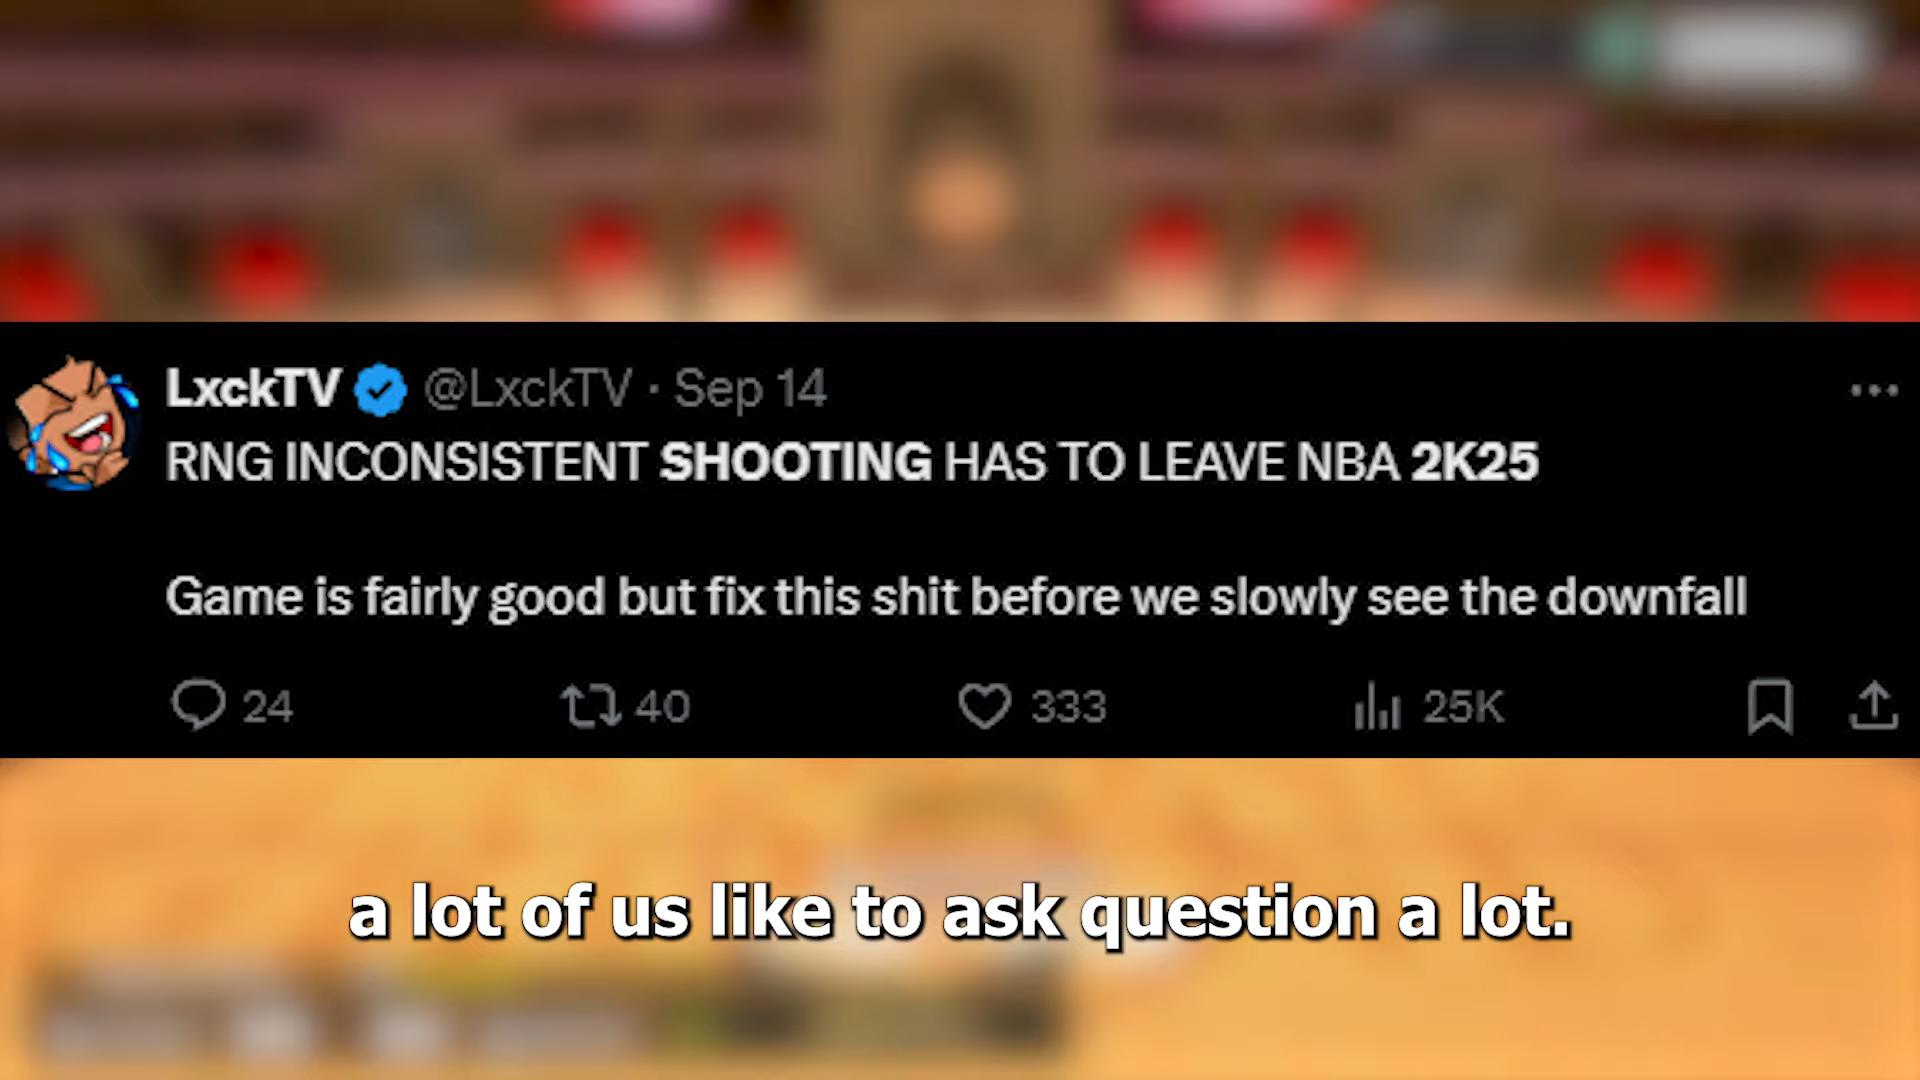 LxckTV @LxckTV · Sep 14
RNG INCONSISTENT SHOOTING HAS TO LEAVE NBA 2K25
Game is fairly good but fix this shit before we slowly see the downfall
24 40 333 25K
a lot of us like to ask question a lot.